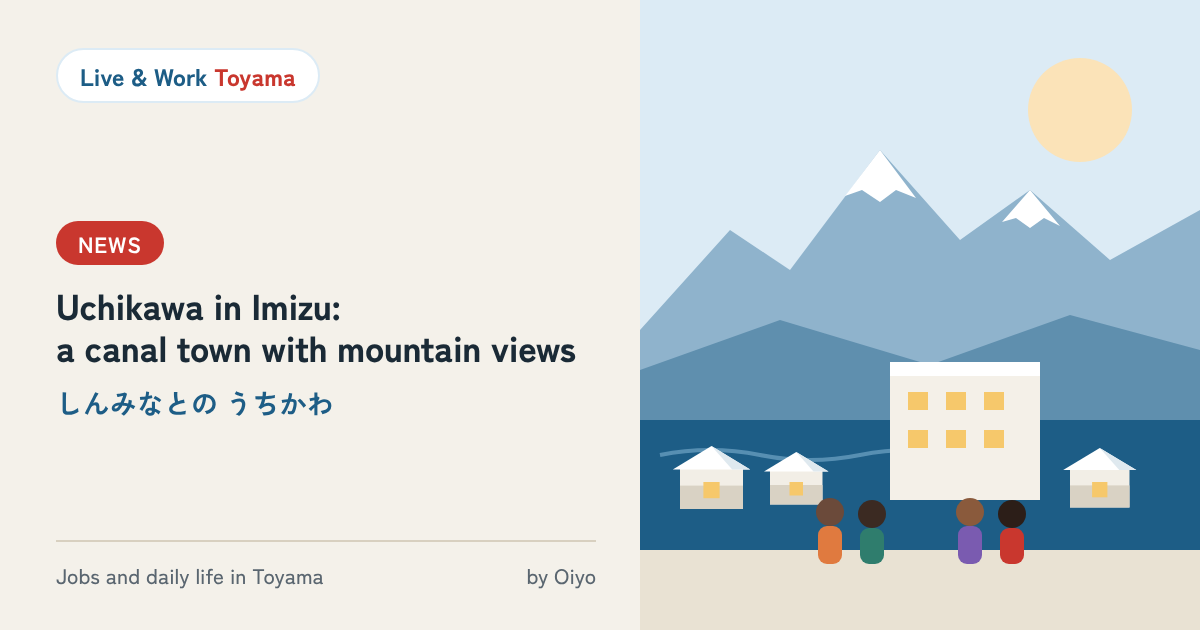 Live & Work Toyama
NEWS
Uchikawa in Imizu:
a canal town with mountain views
しんみなとの うちかわ
Jobs and daily life in Toyama
by Oiyo